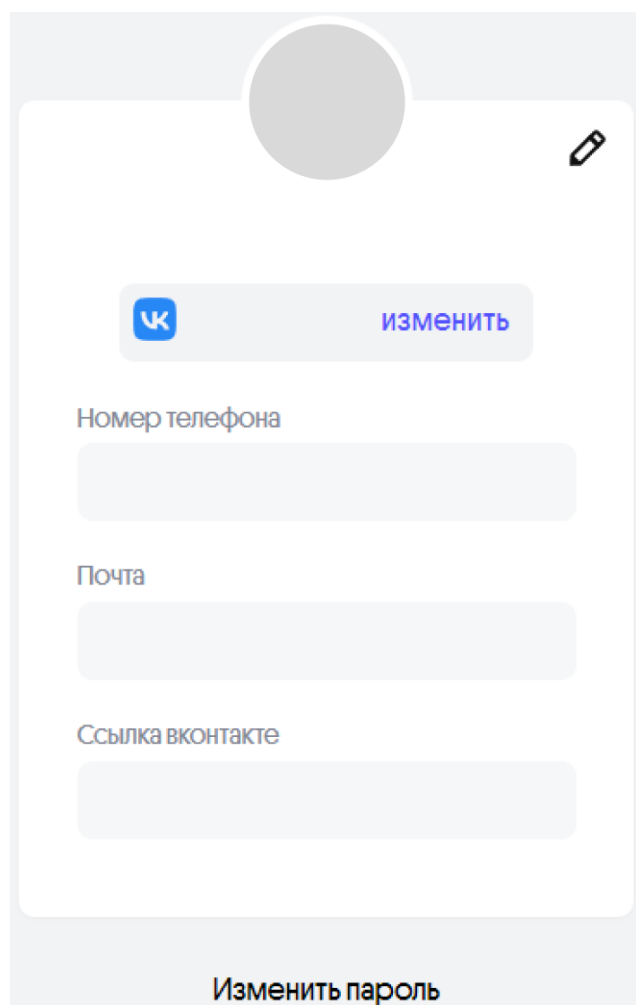 изменить
Номер телефона
Почта
Ссылка вконтакте
Изменить пароль